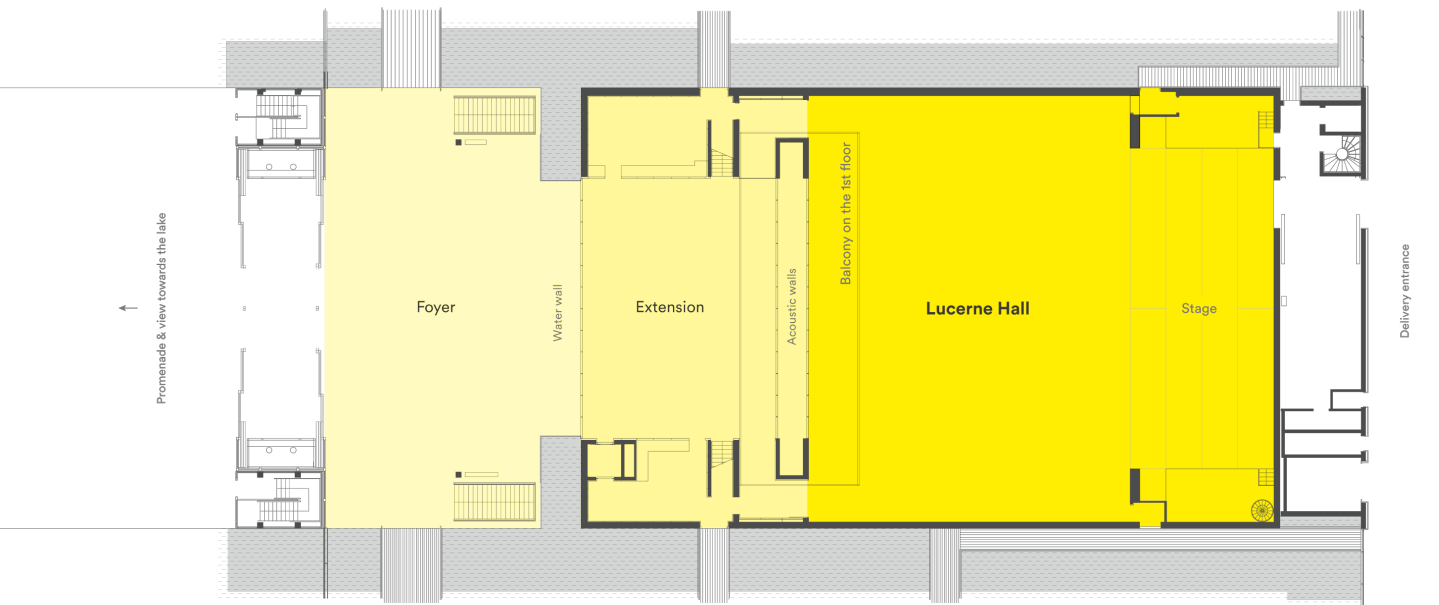 Promenade & view towards the lake
Foyer
Water wall
Extension
Acoustic walls
Balcony on the 1st floor
Lucerne Hall
Stage
Delivery entrance